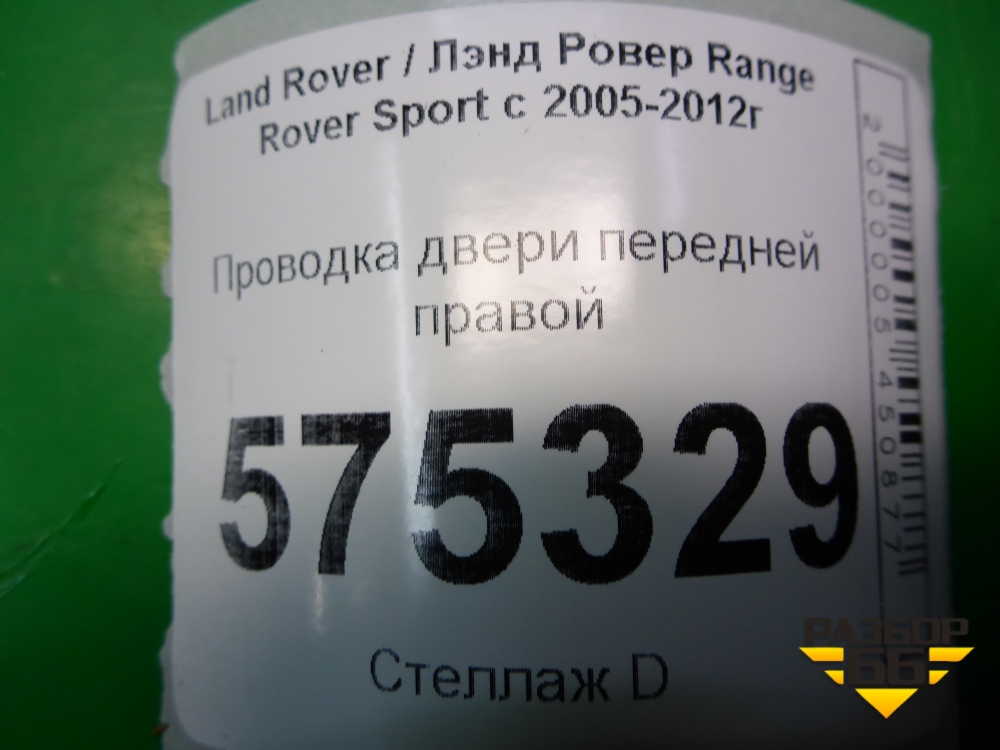 Land Rover / Лэнд Ровер Range
Rover Sport с 2005-2012г
Проводка двери передней
правой
575329
Стеллаж D
2000005450877
РАЗБОР
66